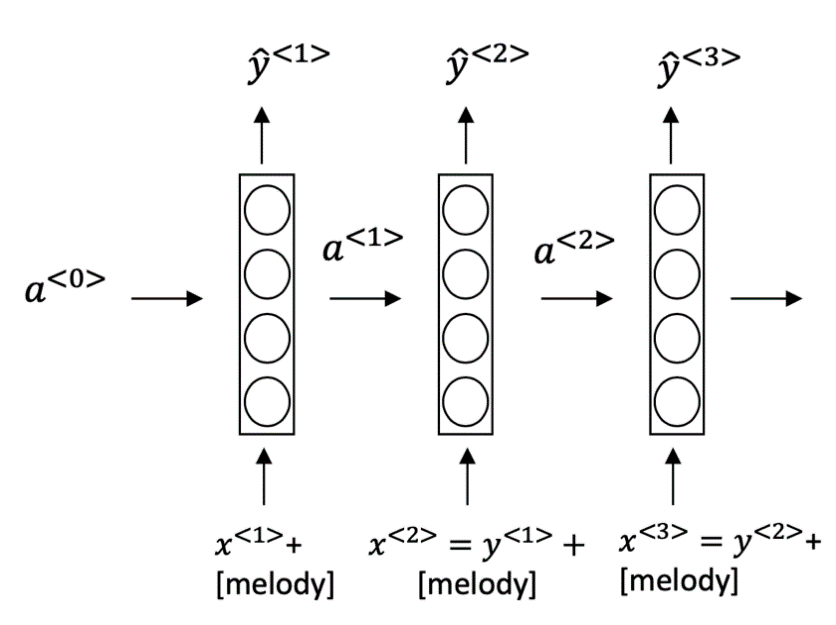 ŷ<1> ŷ<2> ŷ<3>
a<1> a<2>
a<0>
x<1>+ x<2> = y<1> + x<3> = y<2>+
[melody] [melody] [melody]